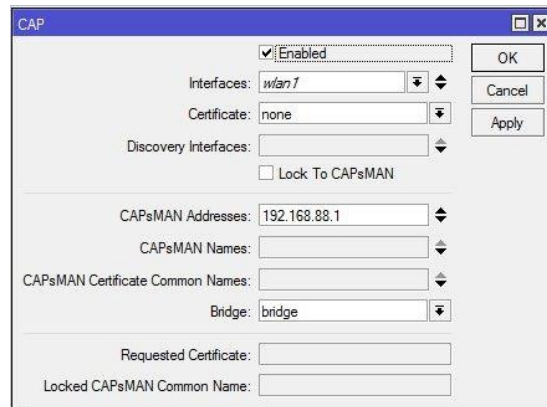 CAP
Enabled
OK
Interfaces: wlan1
Cancel
Certificate: none
Apply
Discovery Interfaces:
Lock To CAPsMAN
CAPsMAN Addresses: 192.168.88.1
CAPsMAN Names:
CAPsMAN Certificate Common Names:
Bridge: bridge
Requested Certificate:
Locked CAPsMAN Common Name: